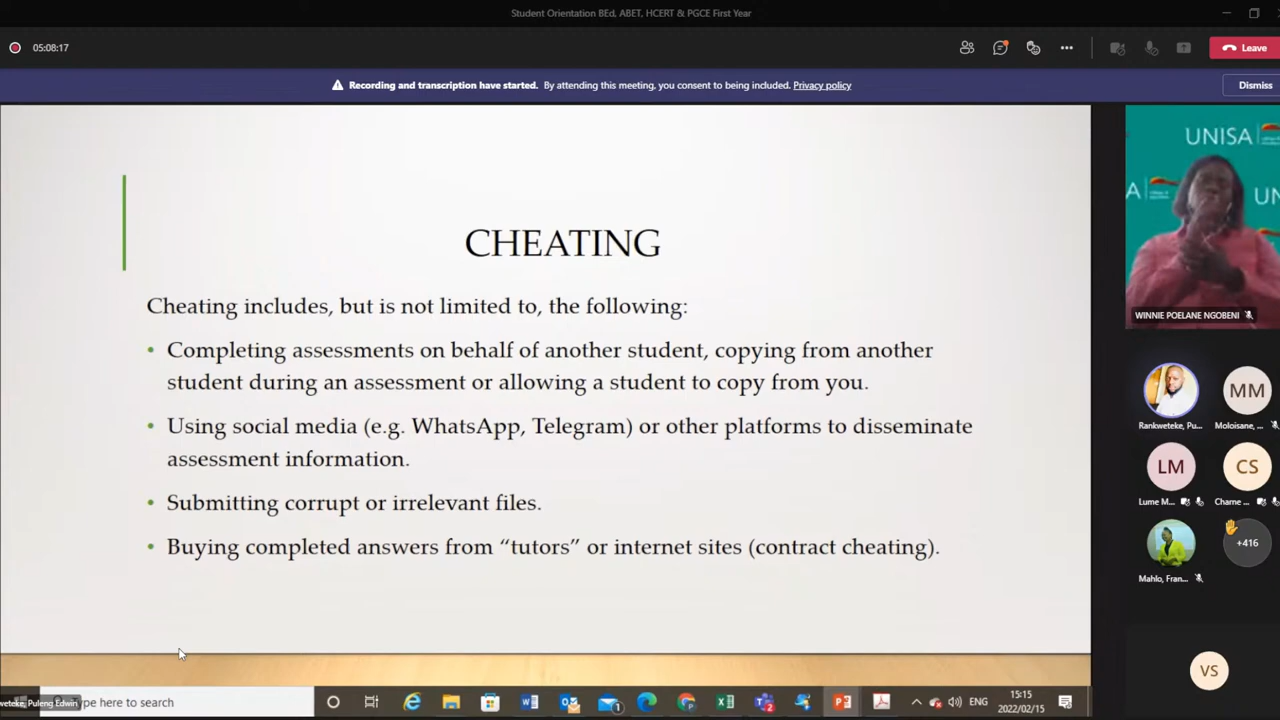 Student Orientation BEd, ABET, HCERT & PGCE First Year
05:08:17
Leave
Recording and transcription have started. By attending this meeting, you consent to being included. Privacy policy
Dismiss
CHEATING
Cheating includes, but is not limited to, the following:
• Completing assessments on behalf of another student, copying from another
student during an assessment or allowing a student to copy from you.
• Using social media (e.g. WhatsApp, Telegram) or other platforms to disseminate
assessment information.
• Submitting corrupt or irrelevant files.
• Buying completed answers from “tutors” or internet sites (contract cheating).
UNISA
A
UN
WINNIE POELANE NGOBENI
Rankweteke, Pu...
MM
Moloisane, ...
LM
Lume M...
CS
Charne ...
Mahlo, Fran...
+416
VS
weteke, Puleng Edwin
Type here to search
1
2
ENG
15:15
2022/02/15